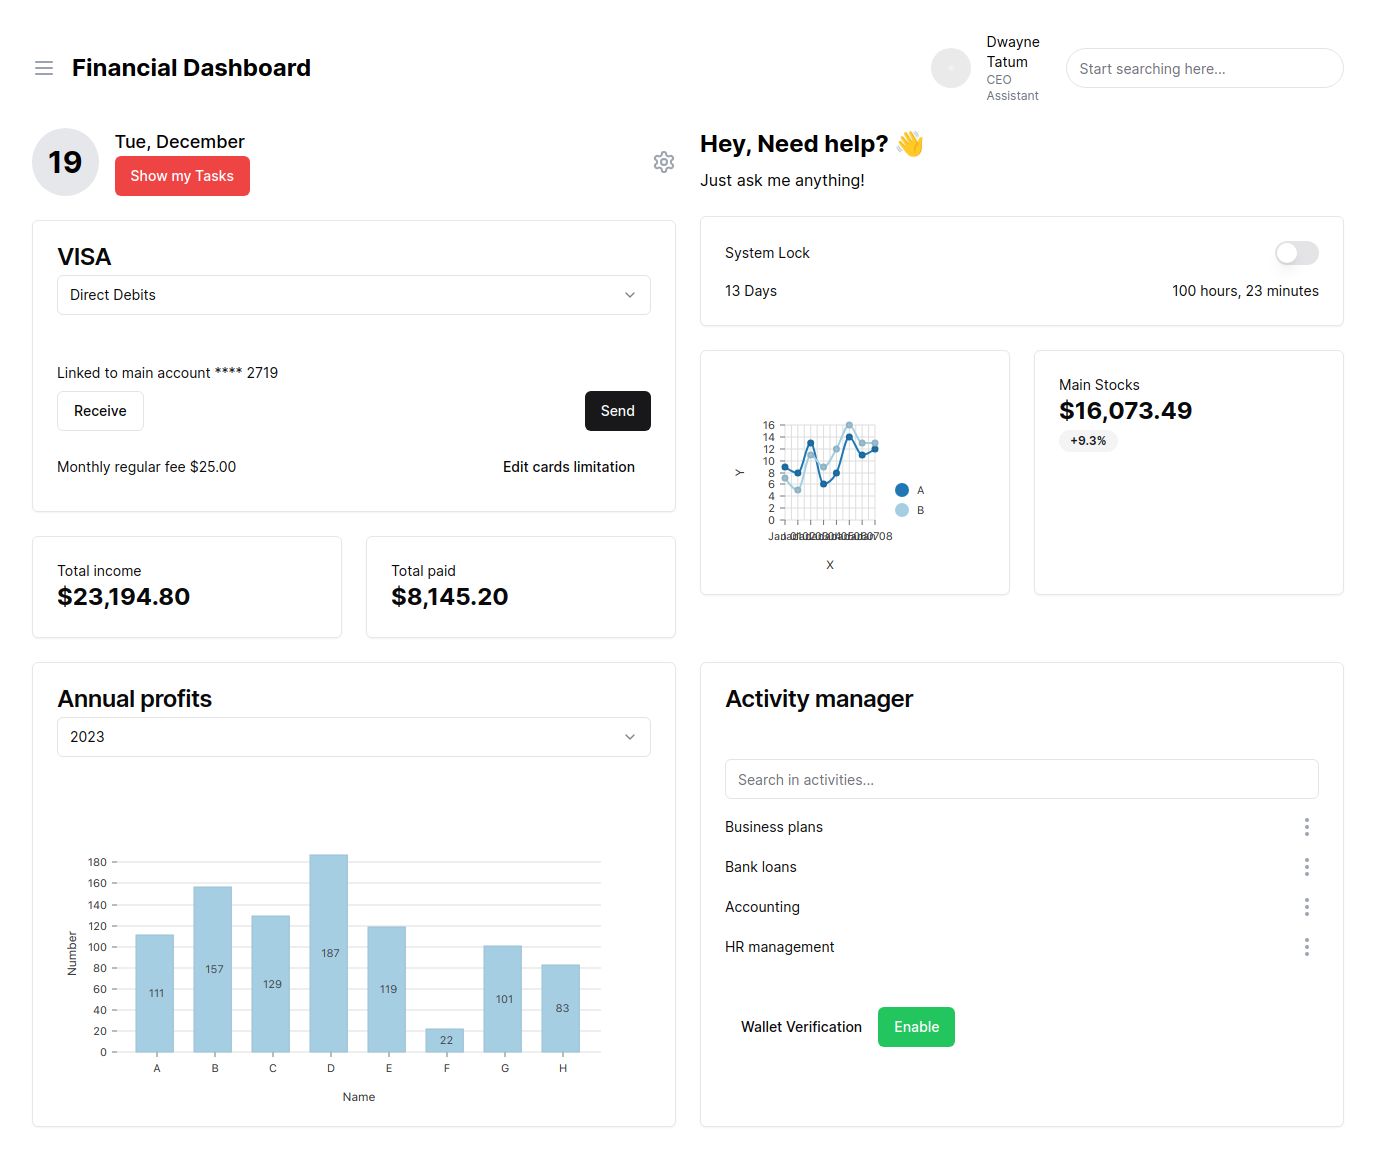 Financial Dashboard
Dwayne
Tatum
CEO
Assistant
Start searching here...
19
Tue, December
Show my Tasks
Hey, Need help? 👋
Just ask me anything!
VISA
Direct Debits
Linked to main account **** 2719
Receive
Send
Monthly regular fee $25.00
Edit cards limitation
System Lock
13 Days
100 hours, 23 minutes
16
14
12
10
8
6
4
2
0
Y
X
A
B
Main Stocks
$16,073.49
+9.3%
Total income
$23,194.80
Total paid
$8,145.20
Annual profits
2023
180
160
140
120
100
80
60
40
20
0
Number
111
157
129
187
119
22
101
83
A
B
C
D
E
F
G
H
Name
Activity manager
Search in activities...
Business plans
Bank loans
Accounting
HR management
Wallet Verification
Enable